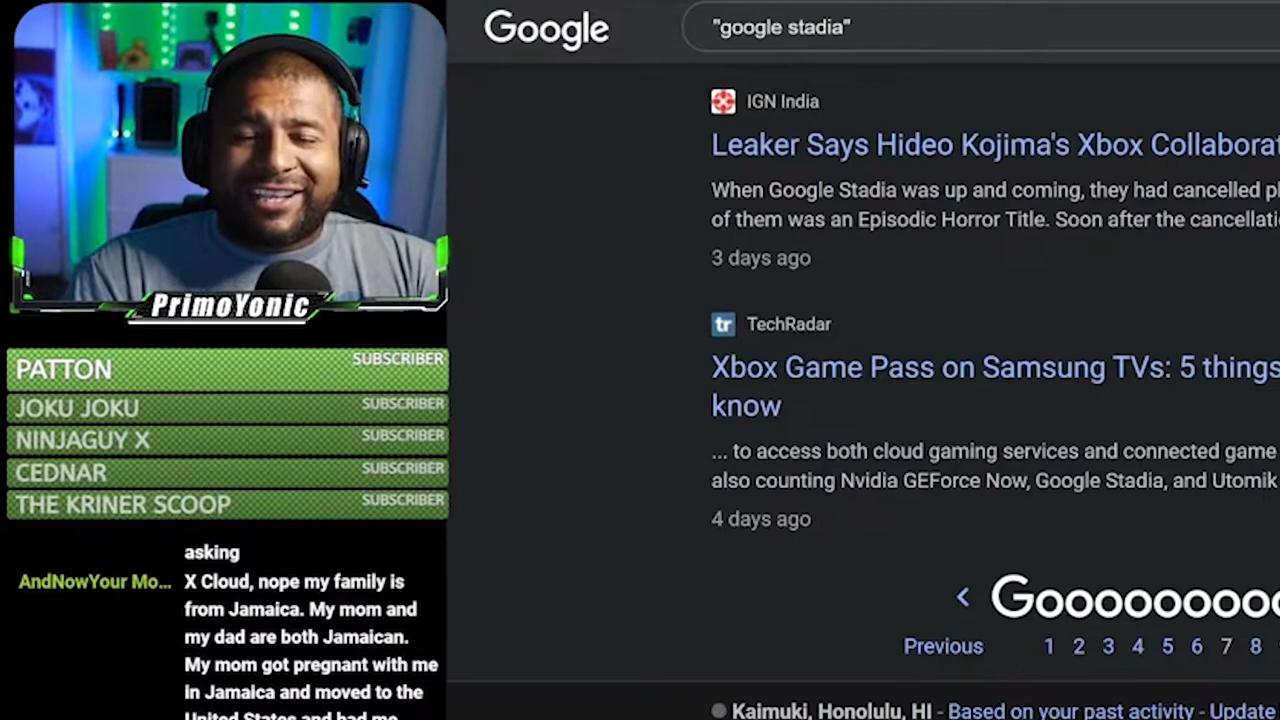 Google
"google stadia"
IGN India
Leaker Says Hideo Kojima's Xbox Collaborat
When Google Stadia was up and coming, they had cancelled pl
of them was an Episodic Horror Title. Soon after the cancellati
3 days ago
tr TechRadar
Xbox Game Pass on Samsung TVs: 5 things
know
... to access both cloud gaming services and connected game
also counting Nvidia GEForce Now, Google Stadia, and Utomik
4 days ago
Gooooooooo
Previous 1 2 3 4 5 6 7 8
Kaimuki, Honolulu, HI - Based on your past activity - Update
PrimoYonic
PATTON SUBSCRIBER
JOKU JOKU SUBSCRIBER
NINJAGUY X SUBSCRIBER
CEDNAR SUBSCRIBER
THE KRINER SCOOP SUBSCRIBER
asking
AndNowYour Mo... X Cloud, nope my family is
from Jamaica. My mom and
my dad are both Jamaican.
My mom got pregnant with me
in Jamaica and moved to the
United States and had me